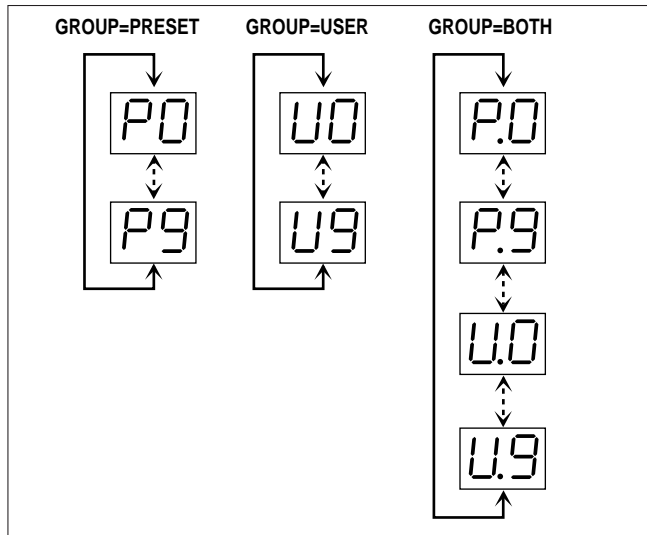 GROUP=PRESET
P0
P9
GROUP=USER
U0
U9
GROUP=BOTH
P.0
P.9
U.0
U.9